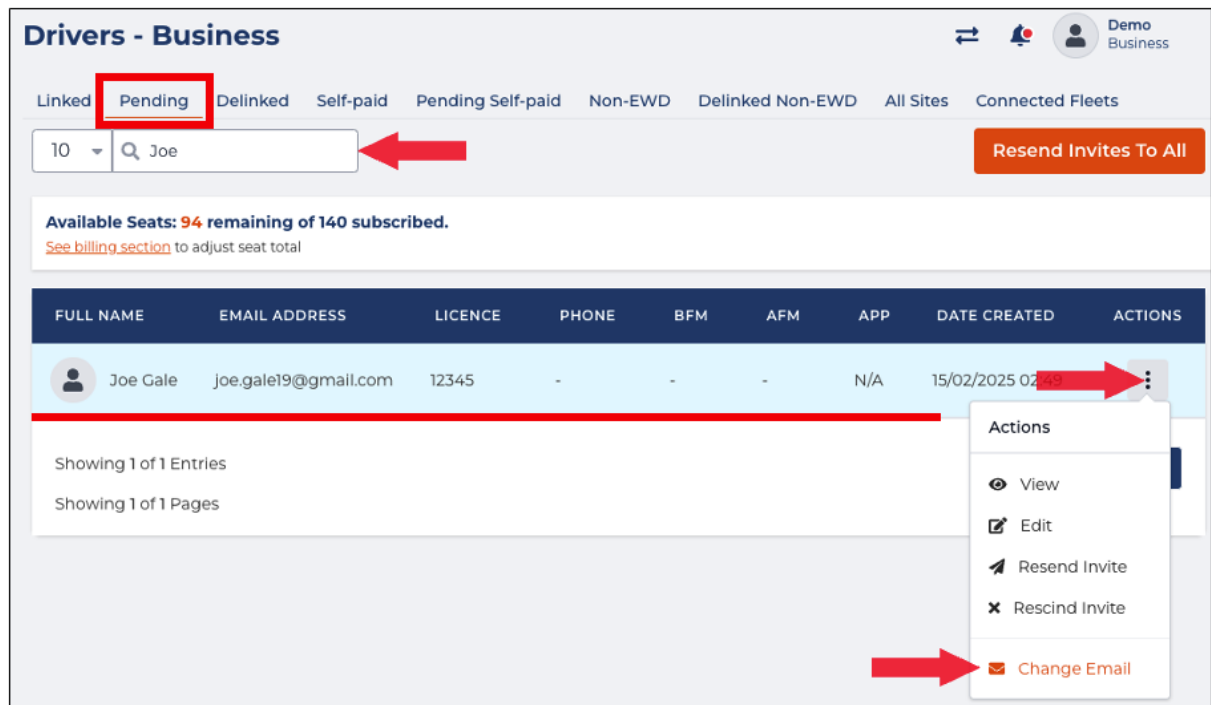 Drivers - Business
Demo
Business
Linked Pending Delinked Self-paid Pending Self-paid Non-EWD Delinked Non-EWD All Sites Connected Fleets
10 Joe
Resend Invites To All
Available Seats: 94 remaining of 140 subscribed.
See billing section to adjust seat total
FULL NAME EMAIL ADDRESS LICENCE PHONE BFM AFM APP DATE CREATED ACTIONS
Joe Gale joe.gale19@gmail.com 12345 - - - N/A 15/02/2025 02:49
Actions
Showing 1 of 1 Entries
View
Showing 1 of 1 Pages
Edit
Resend Invite
Rescind Invite
Change Email